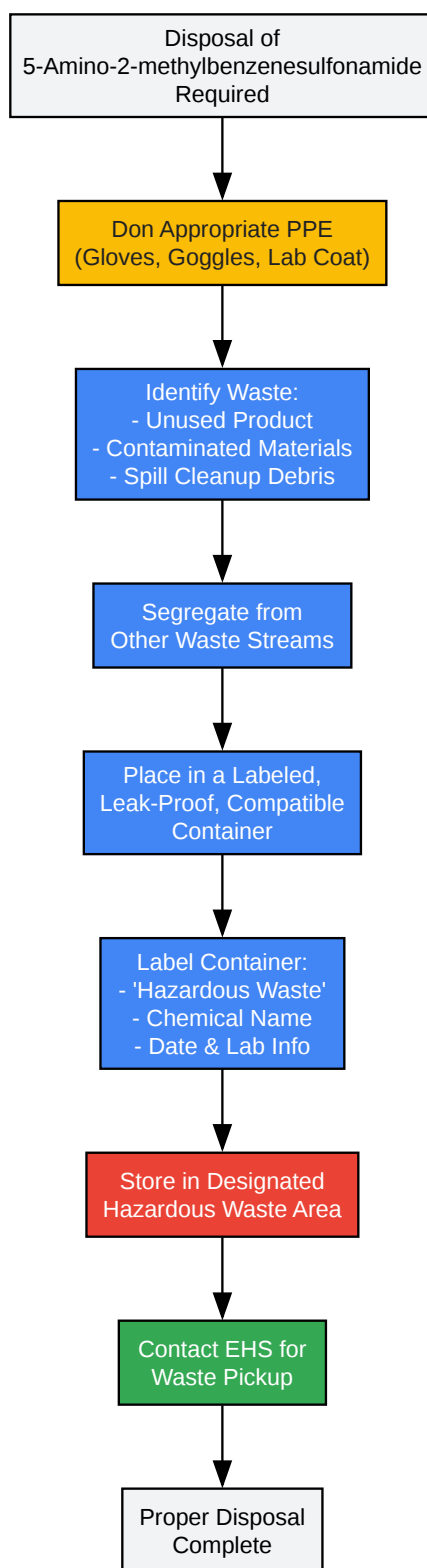 Disposal of
5-Amino-2-methylbenzenesulfonamide
Required
Don Appropriate PPE
(Gloves, Goggles, Lab Coat)
Identify Waste:
- Unused Product
- Contaminated Materials
- Spill Cleanup Debris
Segregate from
Other Waste Streams
Place in a Labeled,
Leak-Proof, Compatible
Container
Label Container:
- 'Hazardous Waste'
- Chemical Name
- Date & Lab Info
Store in Designated
Hazardous Waste Area
Contact EHS for
Waste Pickup
Proper Disposal
Complete